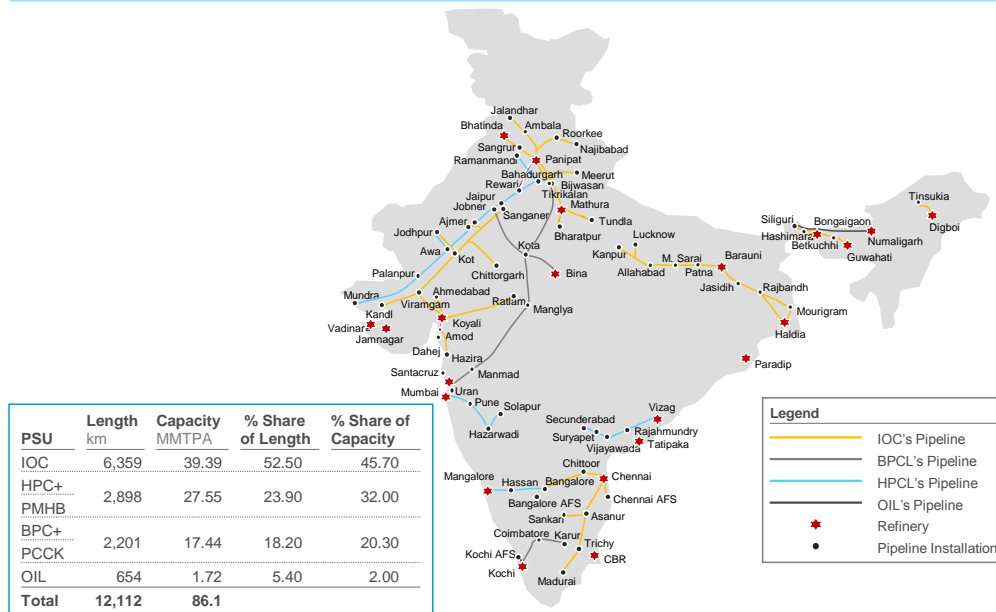 Jalandhar
Bhatinda
Ambala
Roorkee
Sangrur
Najibabad
Ramanmandi
Panipat
Bahadurgarh
Meerut
Rewari
Bijwasan
Tikrikalan
Jaipur
Mathura
Jobner
Sanganer
Tundla
Ajmer
Bharatpur
Jodhpur
Lucknow
Kota
Kanpur
Awa
Kot
M. Sarai
Barauni
Chittorgarh
Bina
Allahabad
Patna
Palanpur
Jasidih
Rajbandh
Mundra
Ahmedabad
Kandl
Viramgam
Ratlam
Manglya
Mourigram
Vadinar
Koyali
Haldia
Jamnagar
Amod
Dahej
Hazira
Paradip
Santacruz
Manmad
Mumbai
Uran
Pune
Solapur
Hazarwadi
Secunderabad
Vizag
Suryapet
Rajahmundry
Vijayawada
Tatipaka
Chittoor
Mangalore
Hassan
Bangalore
Chennai
Bangalore AFS
Chennai AFS
Sankari
Asanur
Coimbatore
Karur
Kochi AFS
Trichy
CBR
Kochi
Madurai
Tinsukia
Siliguri
Bongaigaon
Digboi
Hashimara
Numaligarh
Betkuchhi
Guwahati
PSU Length km Capacity MMTPA % Share of Length % Share of Capacity
IOC 6,359 39.39 52.50 45.70
HPC+ PMHB 2,898 27.55 23.90 32.00
BPC+ PCCK 2,201 17.44 18.20 20.30
OIL 654 1.72 5.40 2.00
Total 12,112 86.1
Legend
IOC's Pipeline
BPCL's Pipeline
HPCL's Pipeline
OIL's Pipeline
Refinery
Pipeline Installation